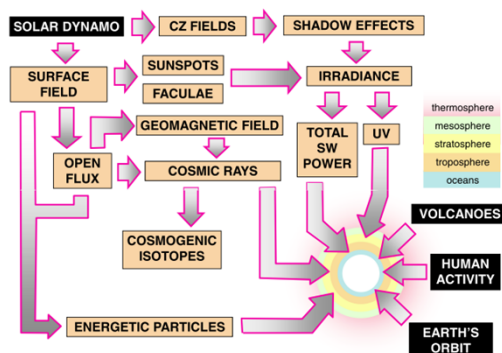 SOLAR DYNAMO
CZ FIELDS
SHADOW EFFECTS
SURFACE
FIELD
SUNSPOTS
FACULAE
IRRADIANCE
thermosphere
mesosphere
stratosphere
troposphere
oceans
GEOMAGNETIC FIELD
TOTAL
SW
POWER
UV
OPEN
FLUX
COSMIC RAYS
VOLCANOES
COSMOGENIC
ISOTOPES
HUMAN
ACTIVITY
ENERGETIC PARTICLES
EARTH'S
ORBIT